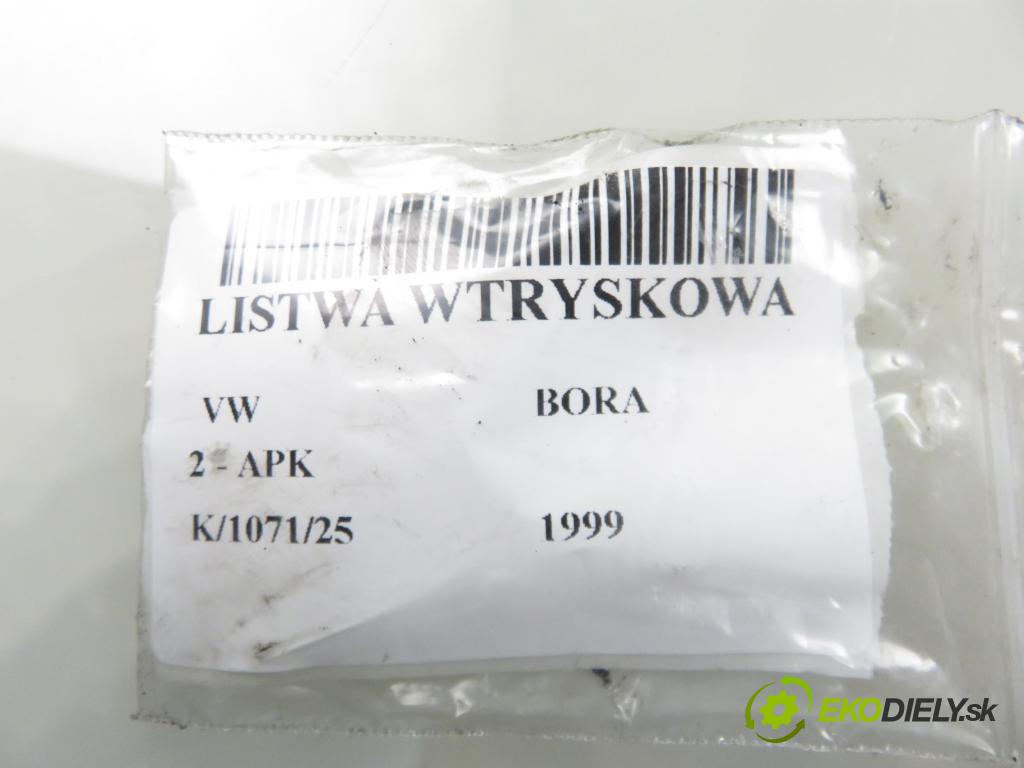 LISTWA WTRYSKOWA
VW BORA
2 - APK
K/1071/25 1999
EKODIELY.sk